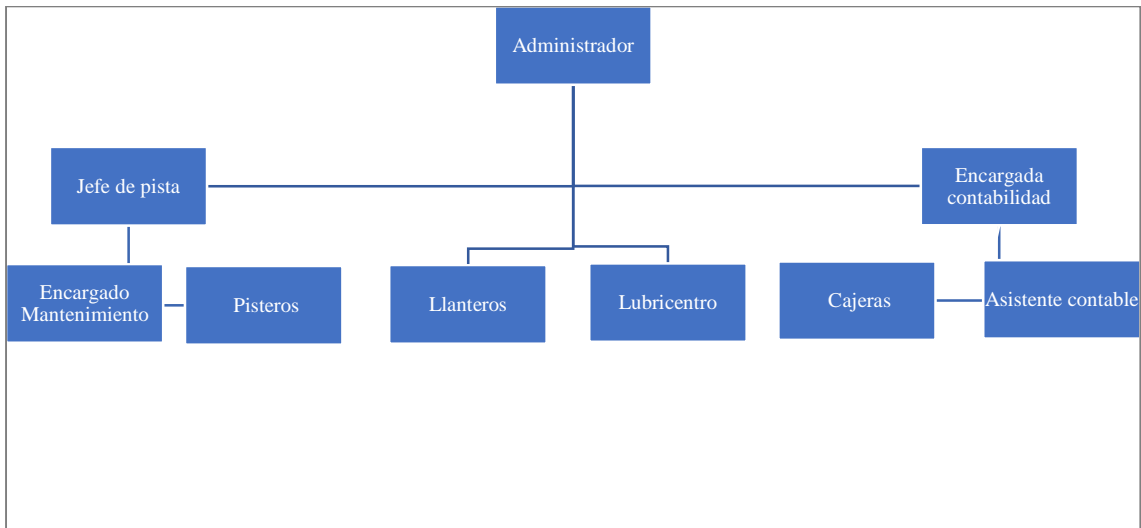 Administrador
Jefe de pista
Encargada
contabilidad
Encargado
Mantenimiento
Pisteros
Llanteros
Lubricentro
Cajeras
Asistente contable